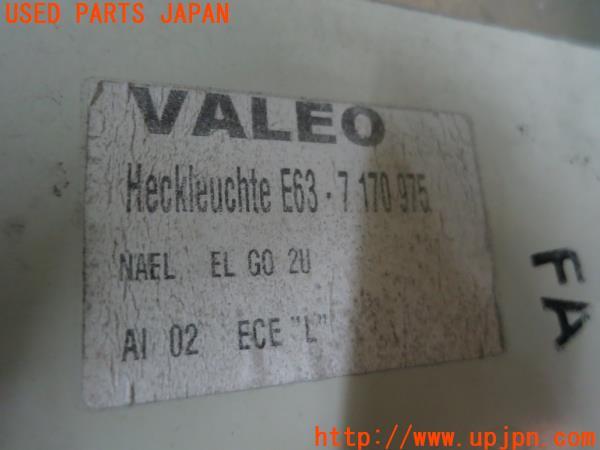 USED PARTS JAPAN
VALEO
Heckleuchte E63 - 7 170 975
NAEL EL GO 2U
AI 02 ECE "L"
FA
UPJ
http://www.upjpn.com